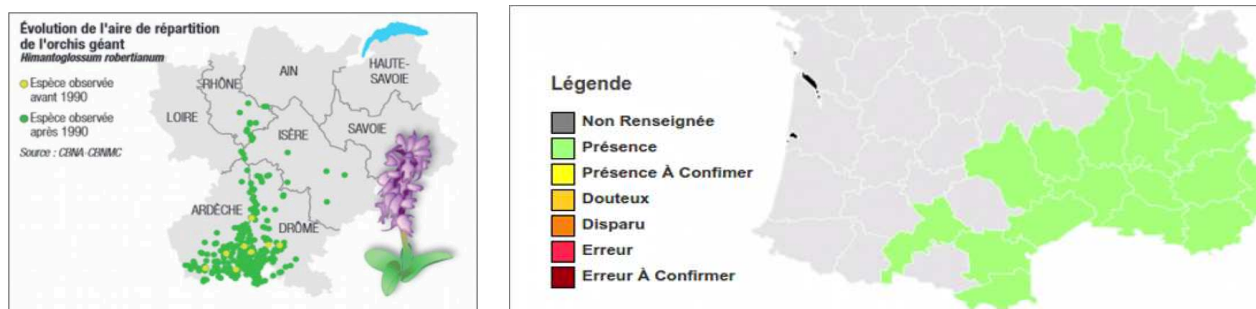 Évolution de l'aire de répartition
de l'orchis géant
Himantoglossum robertianum
Espèce observée
avant 1990
Espèce observée
après 1990
Source : CBNA-CBNMC
AIN
HAUTE-
SAVOIE
RHÔNE
LOIRE
ISÈRE
SAVOIE
ARDÈCHE
DRÔME
Légende
Non Renseignée
Présence
Présence À Confimer
Douteux
Disparu
Erreur
Erreur À Confirmer